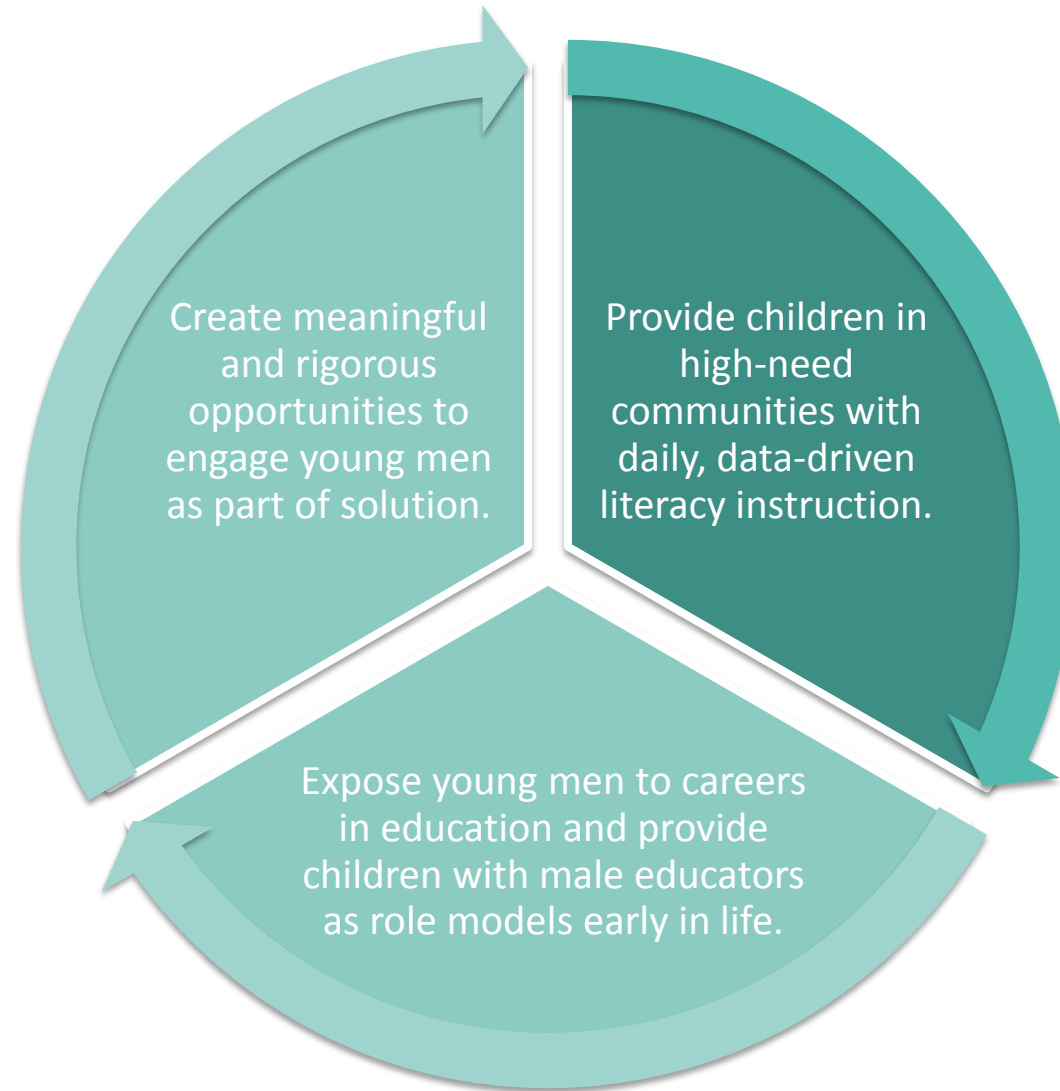 Create meaningful
and rigorous
opportunities to
engage young men
as part of solution.
Provide children in
high-need
communities with
daily, data-driven
literacy instruction.
Expose young men to careers
in education and provide
children with male educators
as role models early in life.